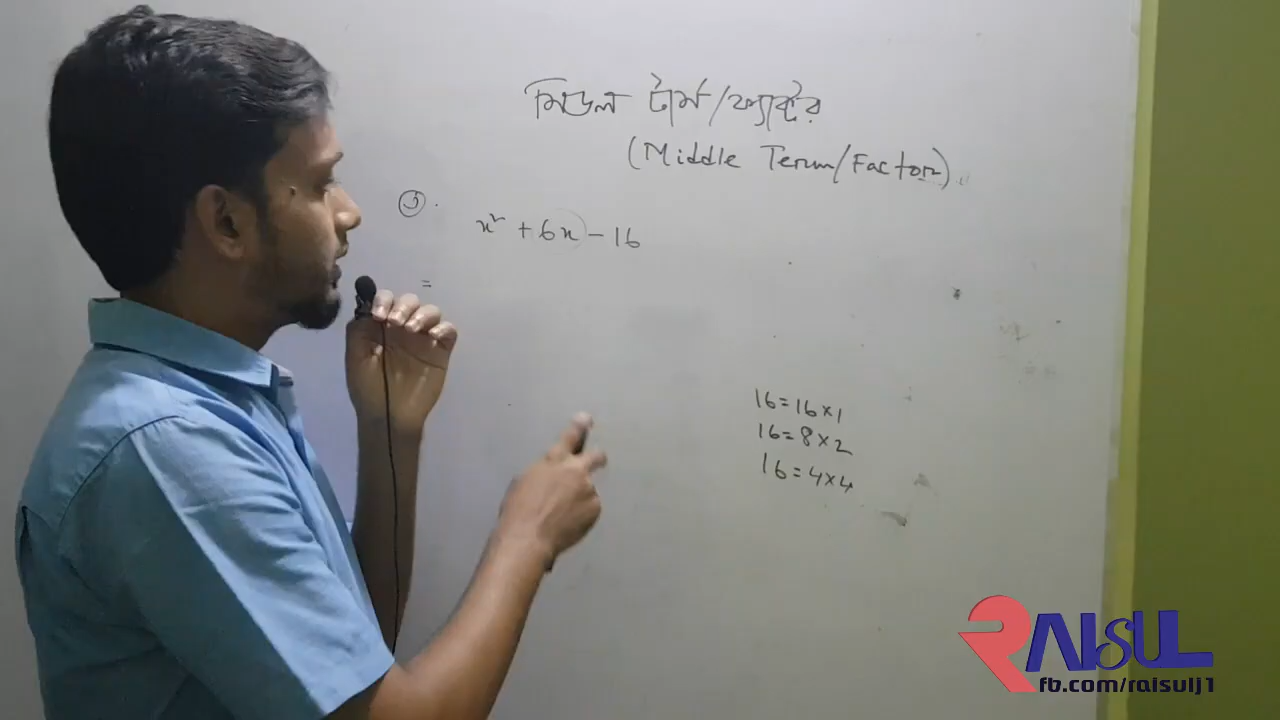 মিডল টার্ম/ফ্যাক্টর
(Middle Term/Factor)
১.
x² + 6x - 16
=
16 = 16 × 1
16 = 8 × 2
16 = 4 × 4
RAISUL
fb.com/raisulj1